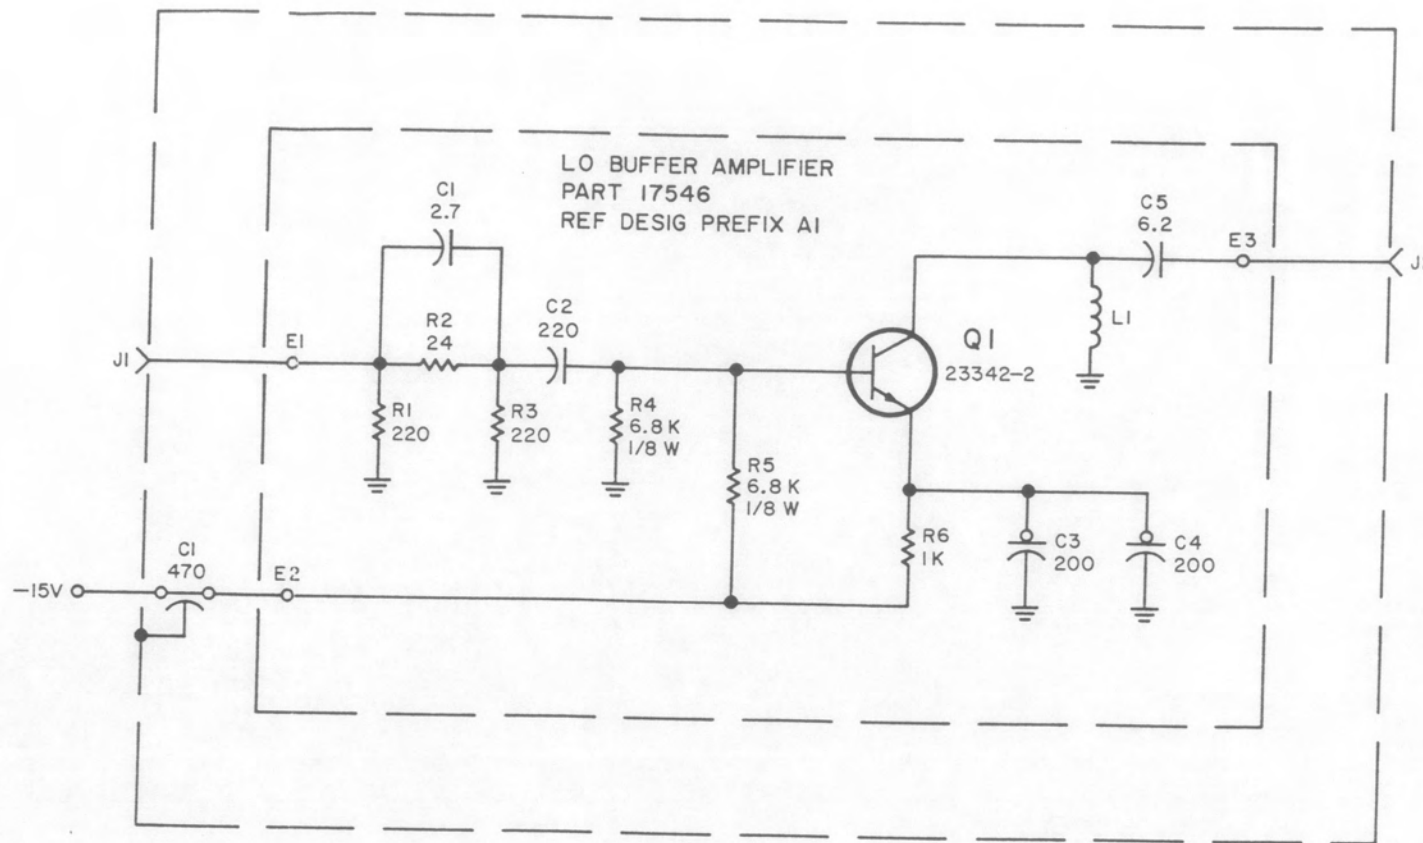 LO BUFFER AMPLIFIER
PART 17546
REF DESIG PREFIX A1
C1
2.7
R2
24
C2
220
C5
6.2
E3
L1
Q1
23342-2
J1
E1
R1
220
R3
220
R4
6.8 K
1/8 W
R5
6.8 K
1/8 W
R6
1K
C3
200
C4
200
-15V
C1
470
E2